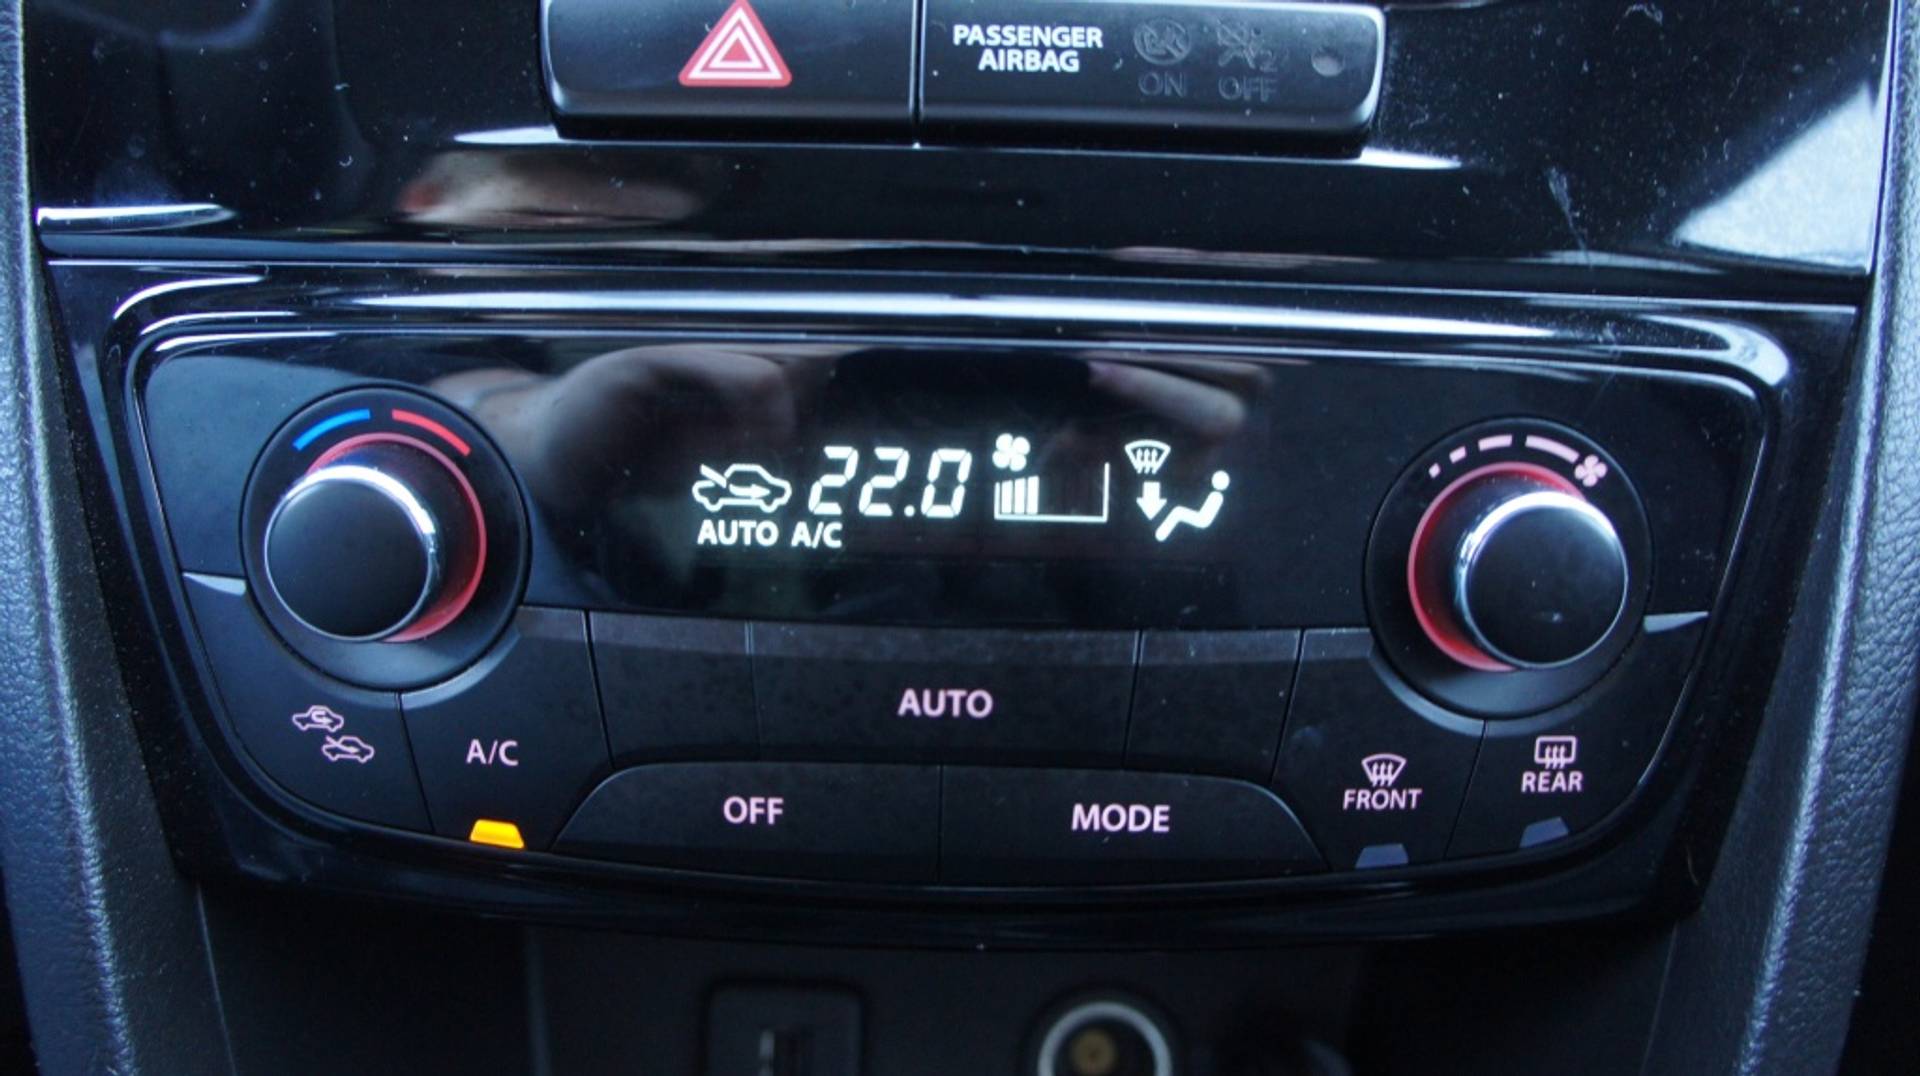 PASSENGER
AIRBAG
ON OFF
22.0
AUTO A/C
AUTO
A/C
OFF
MODE
FRONT
REAR